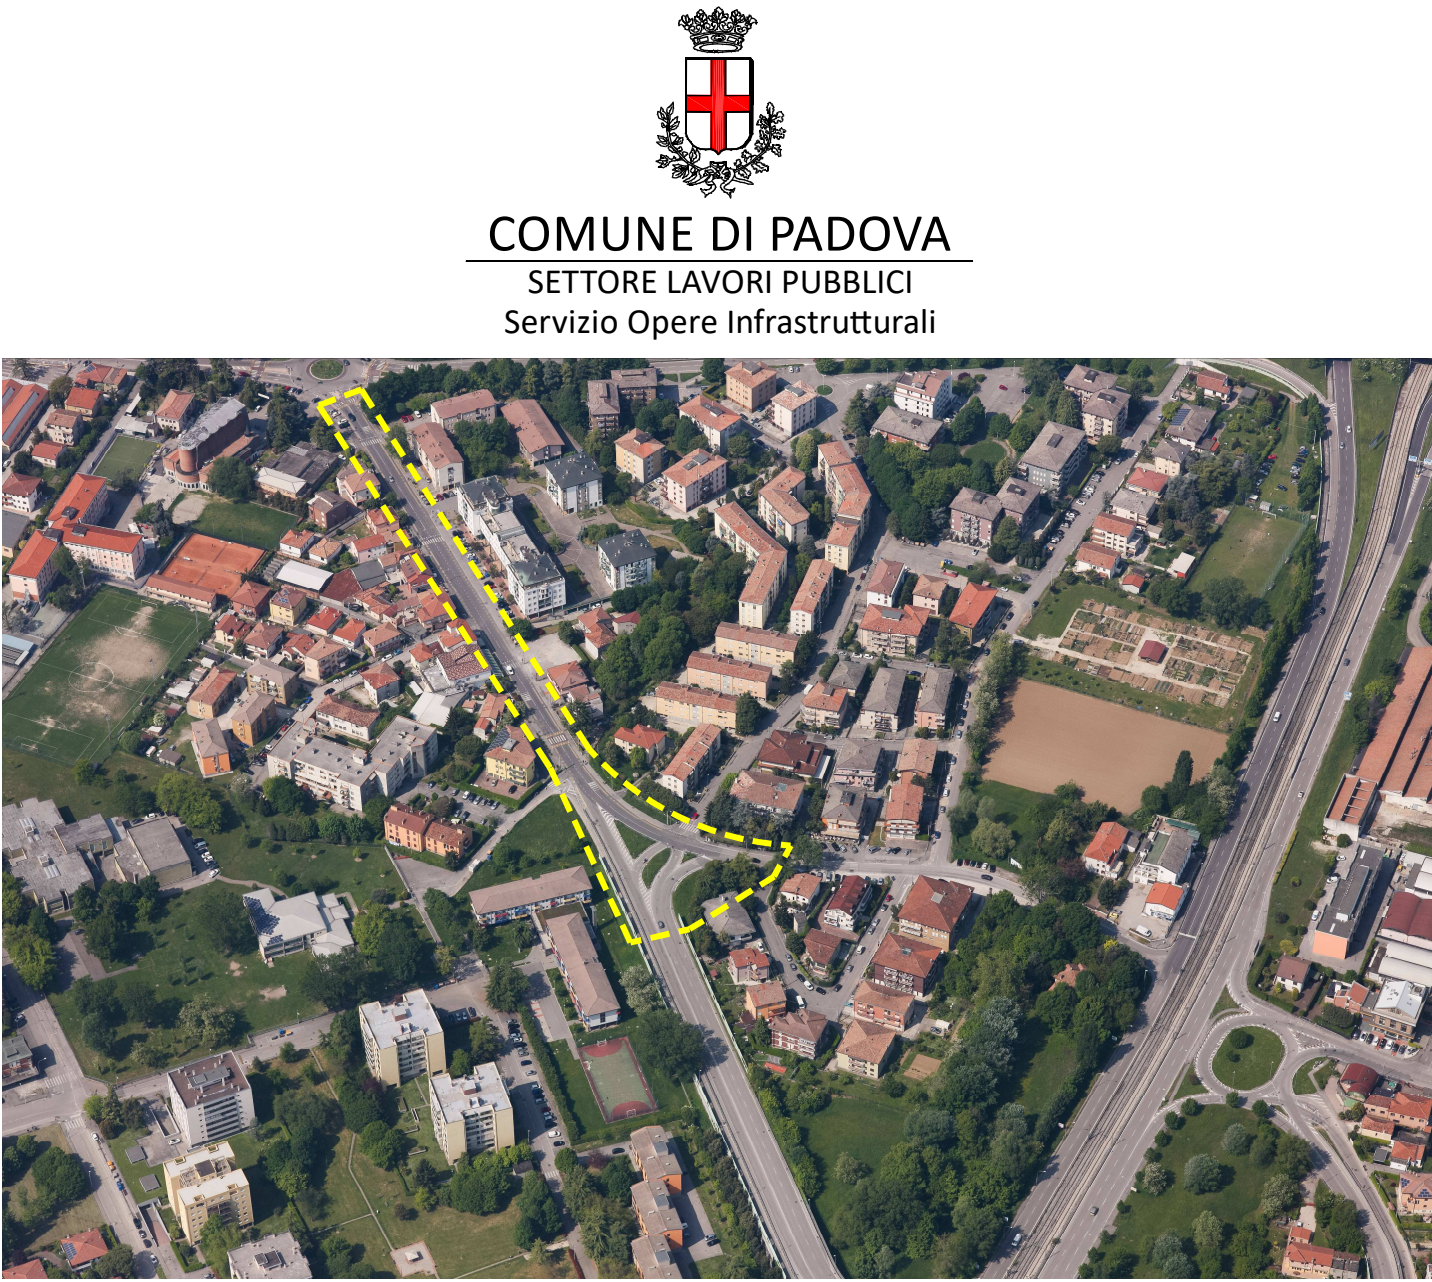 COMUNE DI PADOVA
SETTORE LAVORI PUBBLICI
Servizio Opere Infrastrutturali